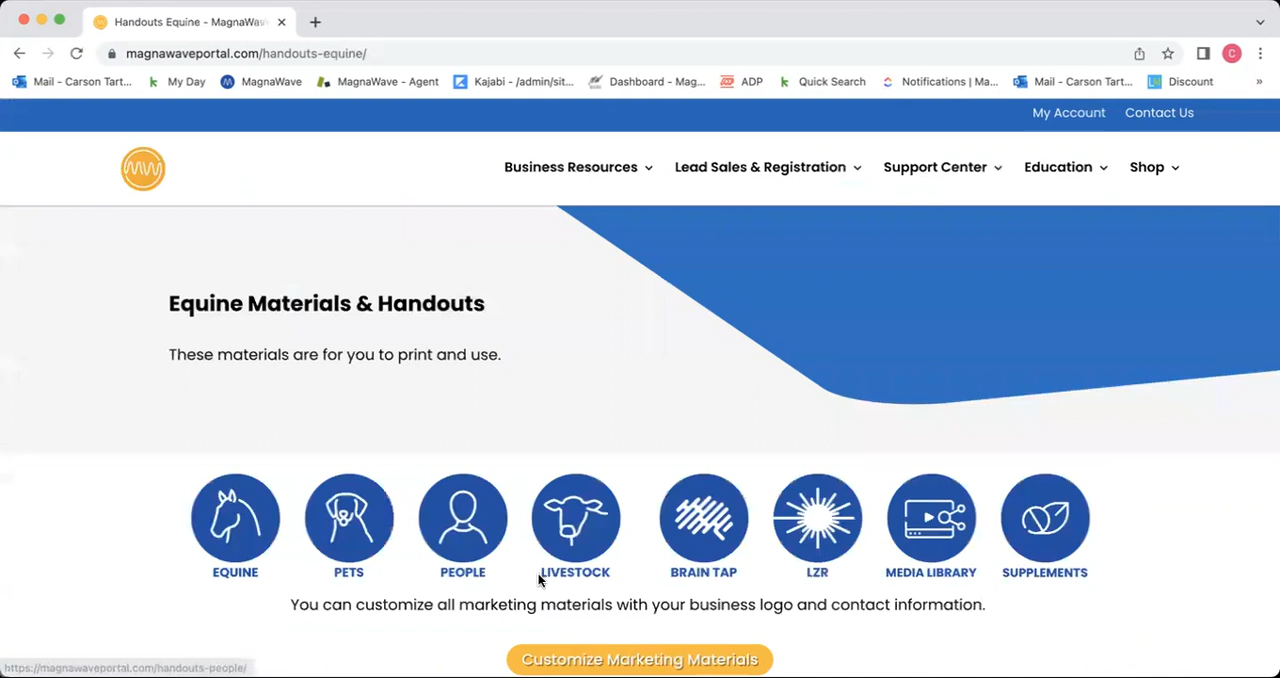 Handouts Equine - MagnaWav
magnawaveportal.com/handouts-equine/
C
Mail - Carson Tart... My Day MagnaWave MagnaWave - Agent Kajabi - /admin/sit... Dashboard - Mag... ADP Quick Search Notifications | Ma... Mail - Carson Tart... Discount »
My Account Contact Us
MW Business Resources Lead Sales & Registration Support Center Education Shop
Equine Materials & Handouts
These materials are for you to print and use.
EQUINE PETS PEOPLE LIVESTOCK BRAIN TAP LZR MEDIA LIBRARY SUPPLEMENTS
You can customize all marketing materials with your business logo and contact information.
Customize Marketing Materials
https://magnawaveportal.com/handouts-people/